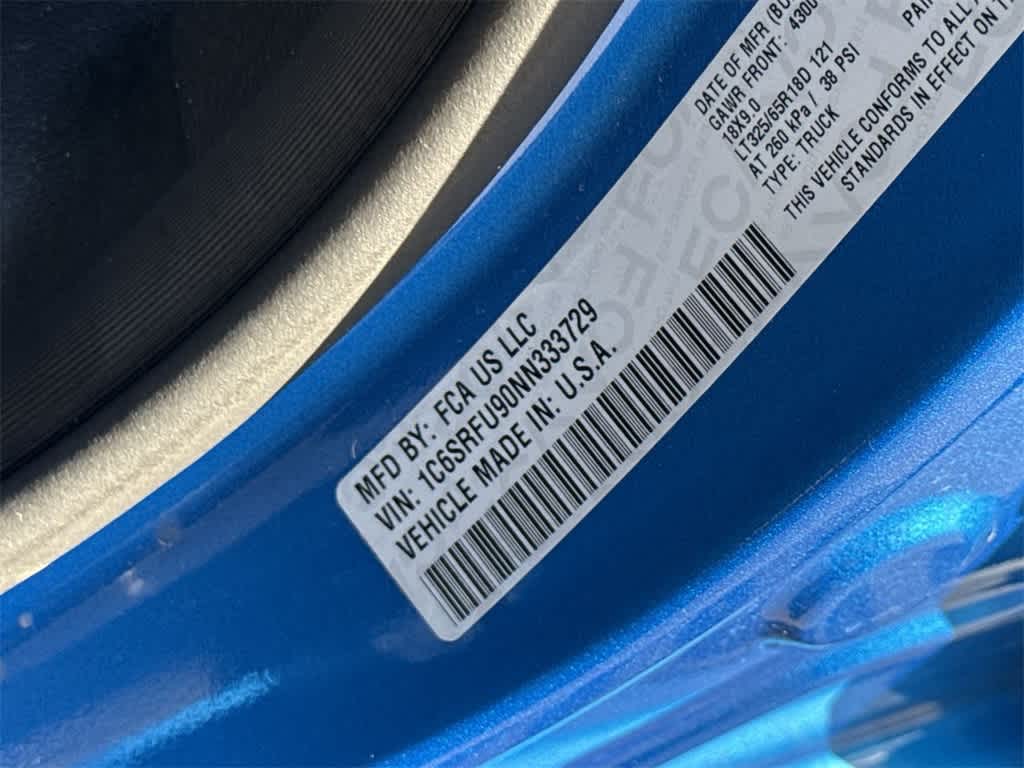 MFD BY: FCA US LLC
VIN: 1C6SRFU90NN333729
VEHICLE MADE IN: U.S.A.
DATE OF MFR
GAWR FRONT: 4300
18X9.0
LT325/65R18D 121
AT 260 kPa / 38 PSI
TYPE: TRUCK
THIS VEHICLE CONFORMS TO ALL
STANDARDS IN EFFECT ON